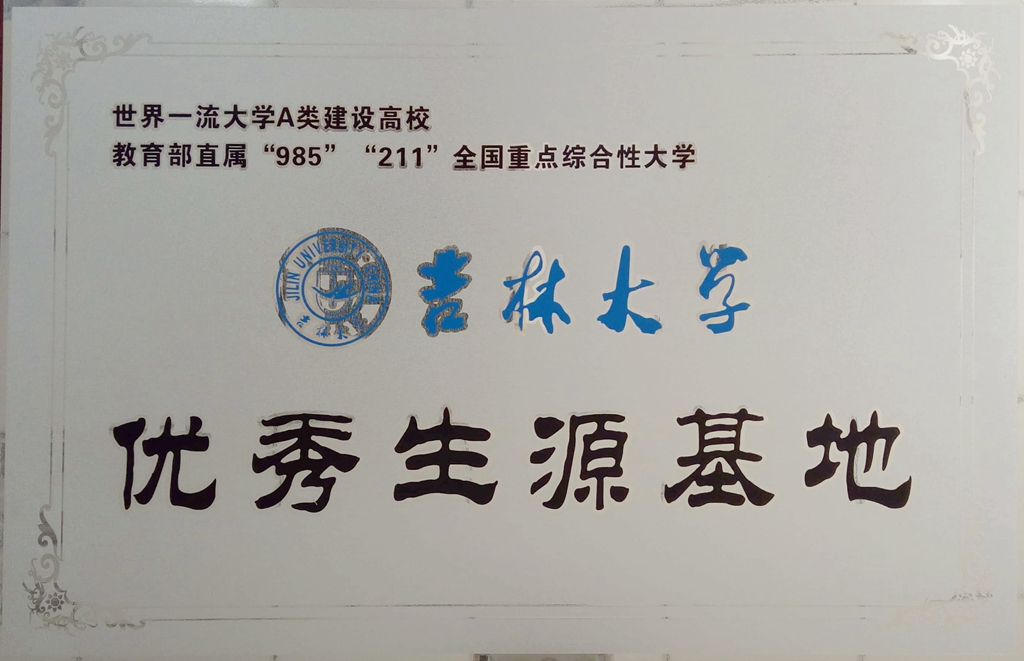 世界一流大学A类建设高校
教育部直属“985” “211”全国重点综合性大学
JILIN UNIVERSITY
吉林大学
优秀生源基地